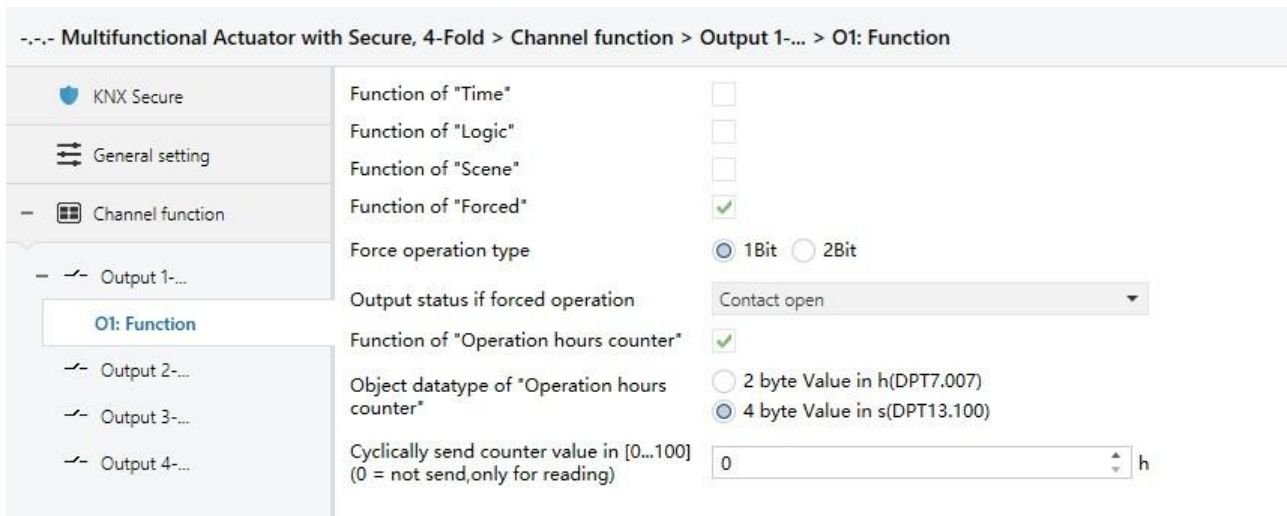 -.-.- Multifunctional Actuator with Secure, 4-Fold > Channel function > Output 1-... > O1: Function
KNX Secure
General setting
Channel function
Output 1-...
O1: Function
Output 2-...
Output 3-...
Output 4-...
Function of "Time"
Function of "Logic"
Function of "Scene"
Function of "Forced"
Force operation type
1Bit 2Bit
Output status if forced operation
Contact open
Function of "Operation hours counter"
Object datatype of "Operation hours
counter"
2 byte Value in h(DPT7.007)
4 byte Value in s(DPT13.100)
Cyclically send counter value in [0...100]
(0 = not send,only for reading)
0 h